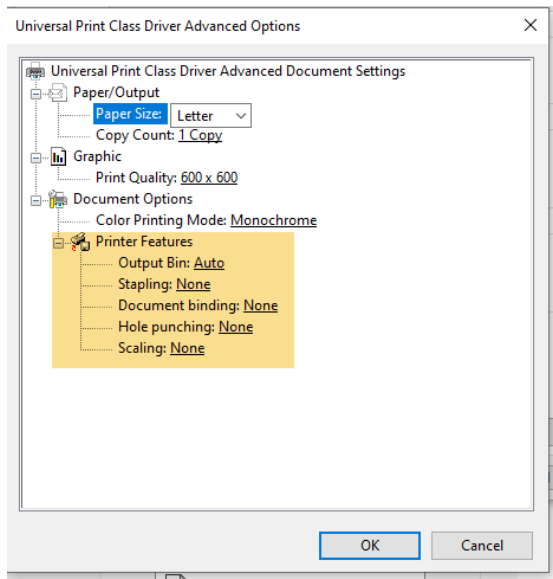 Universal Print Class Driver Advanced Options
Universal Print Class Driver Advanced Document Settings
Paper/Output
Paper Size: Letter
Copy Count: 1 Copy
Graphic
Print Quality: 600 x 600
Document Options
Color Printing Mode: Monochrome
Printer Features
Output Bin: Auto
Stapling: None
Document binding: None
Hole punching: None
Scaling: None
OK Cancel